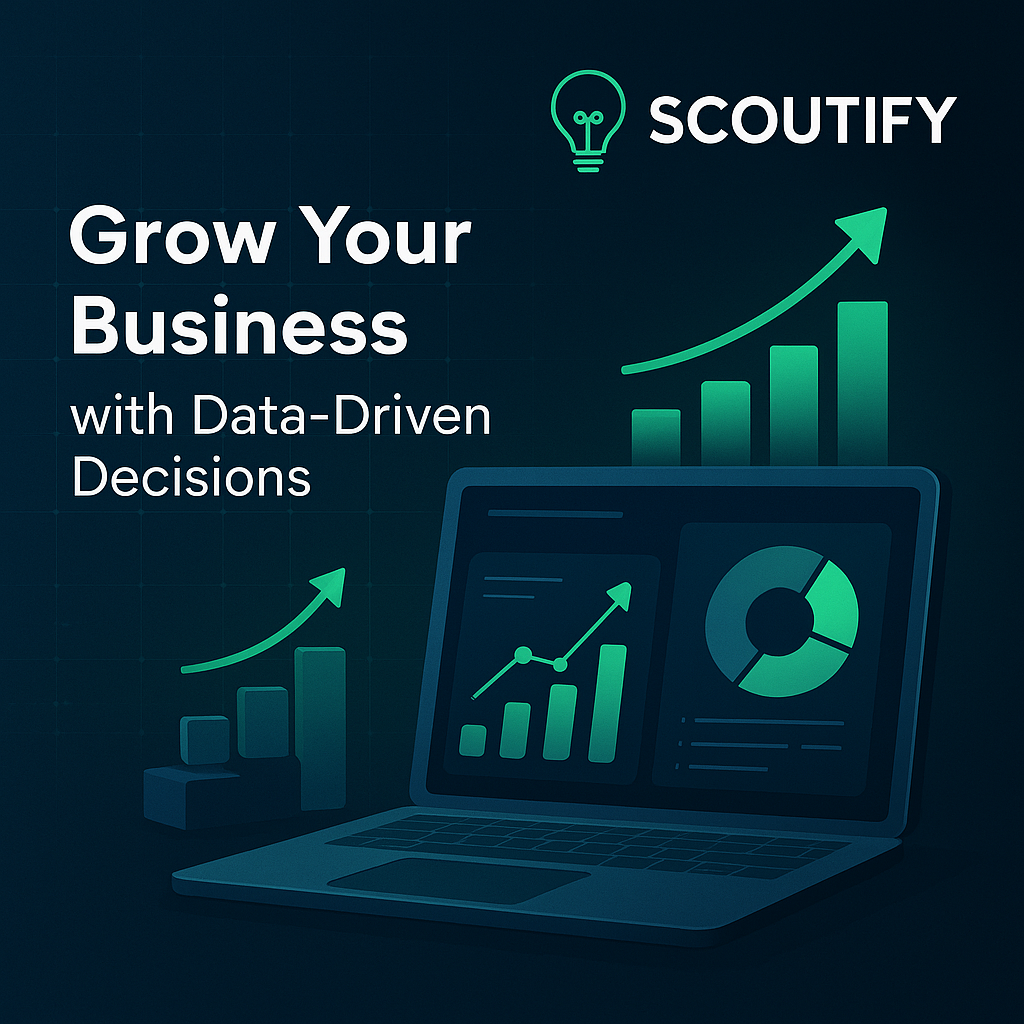 SCOUTIFY
Grow Your
Business
with Data-Driven
Decisions